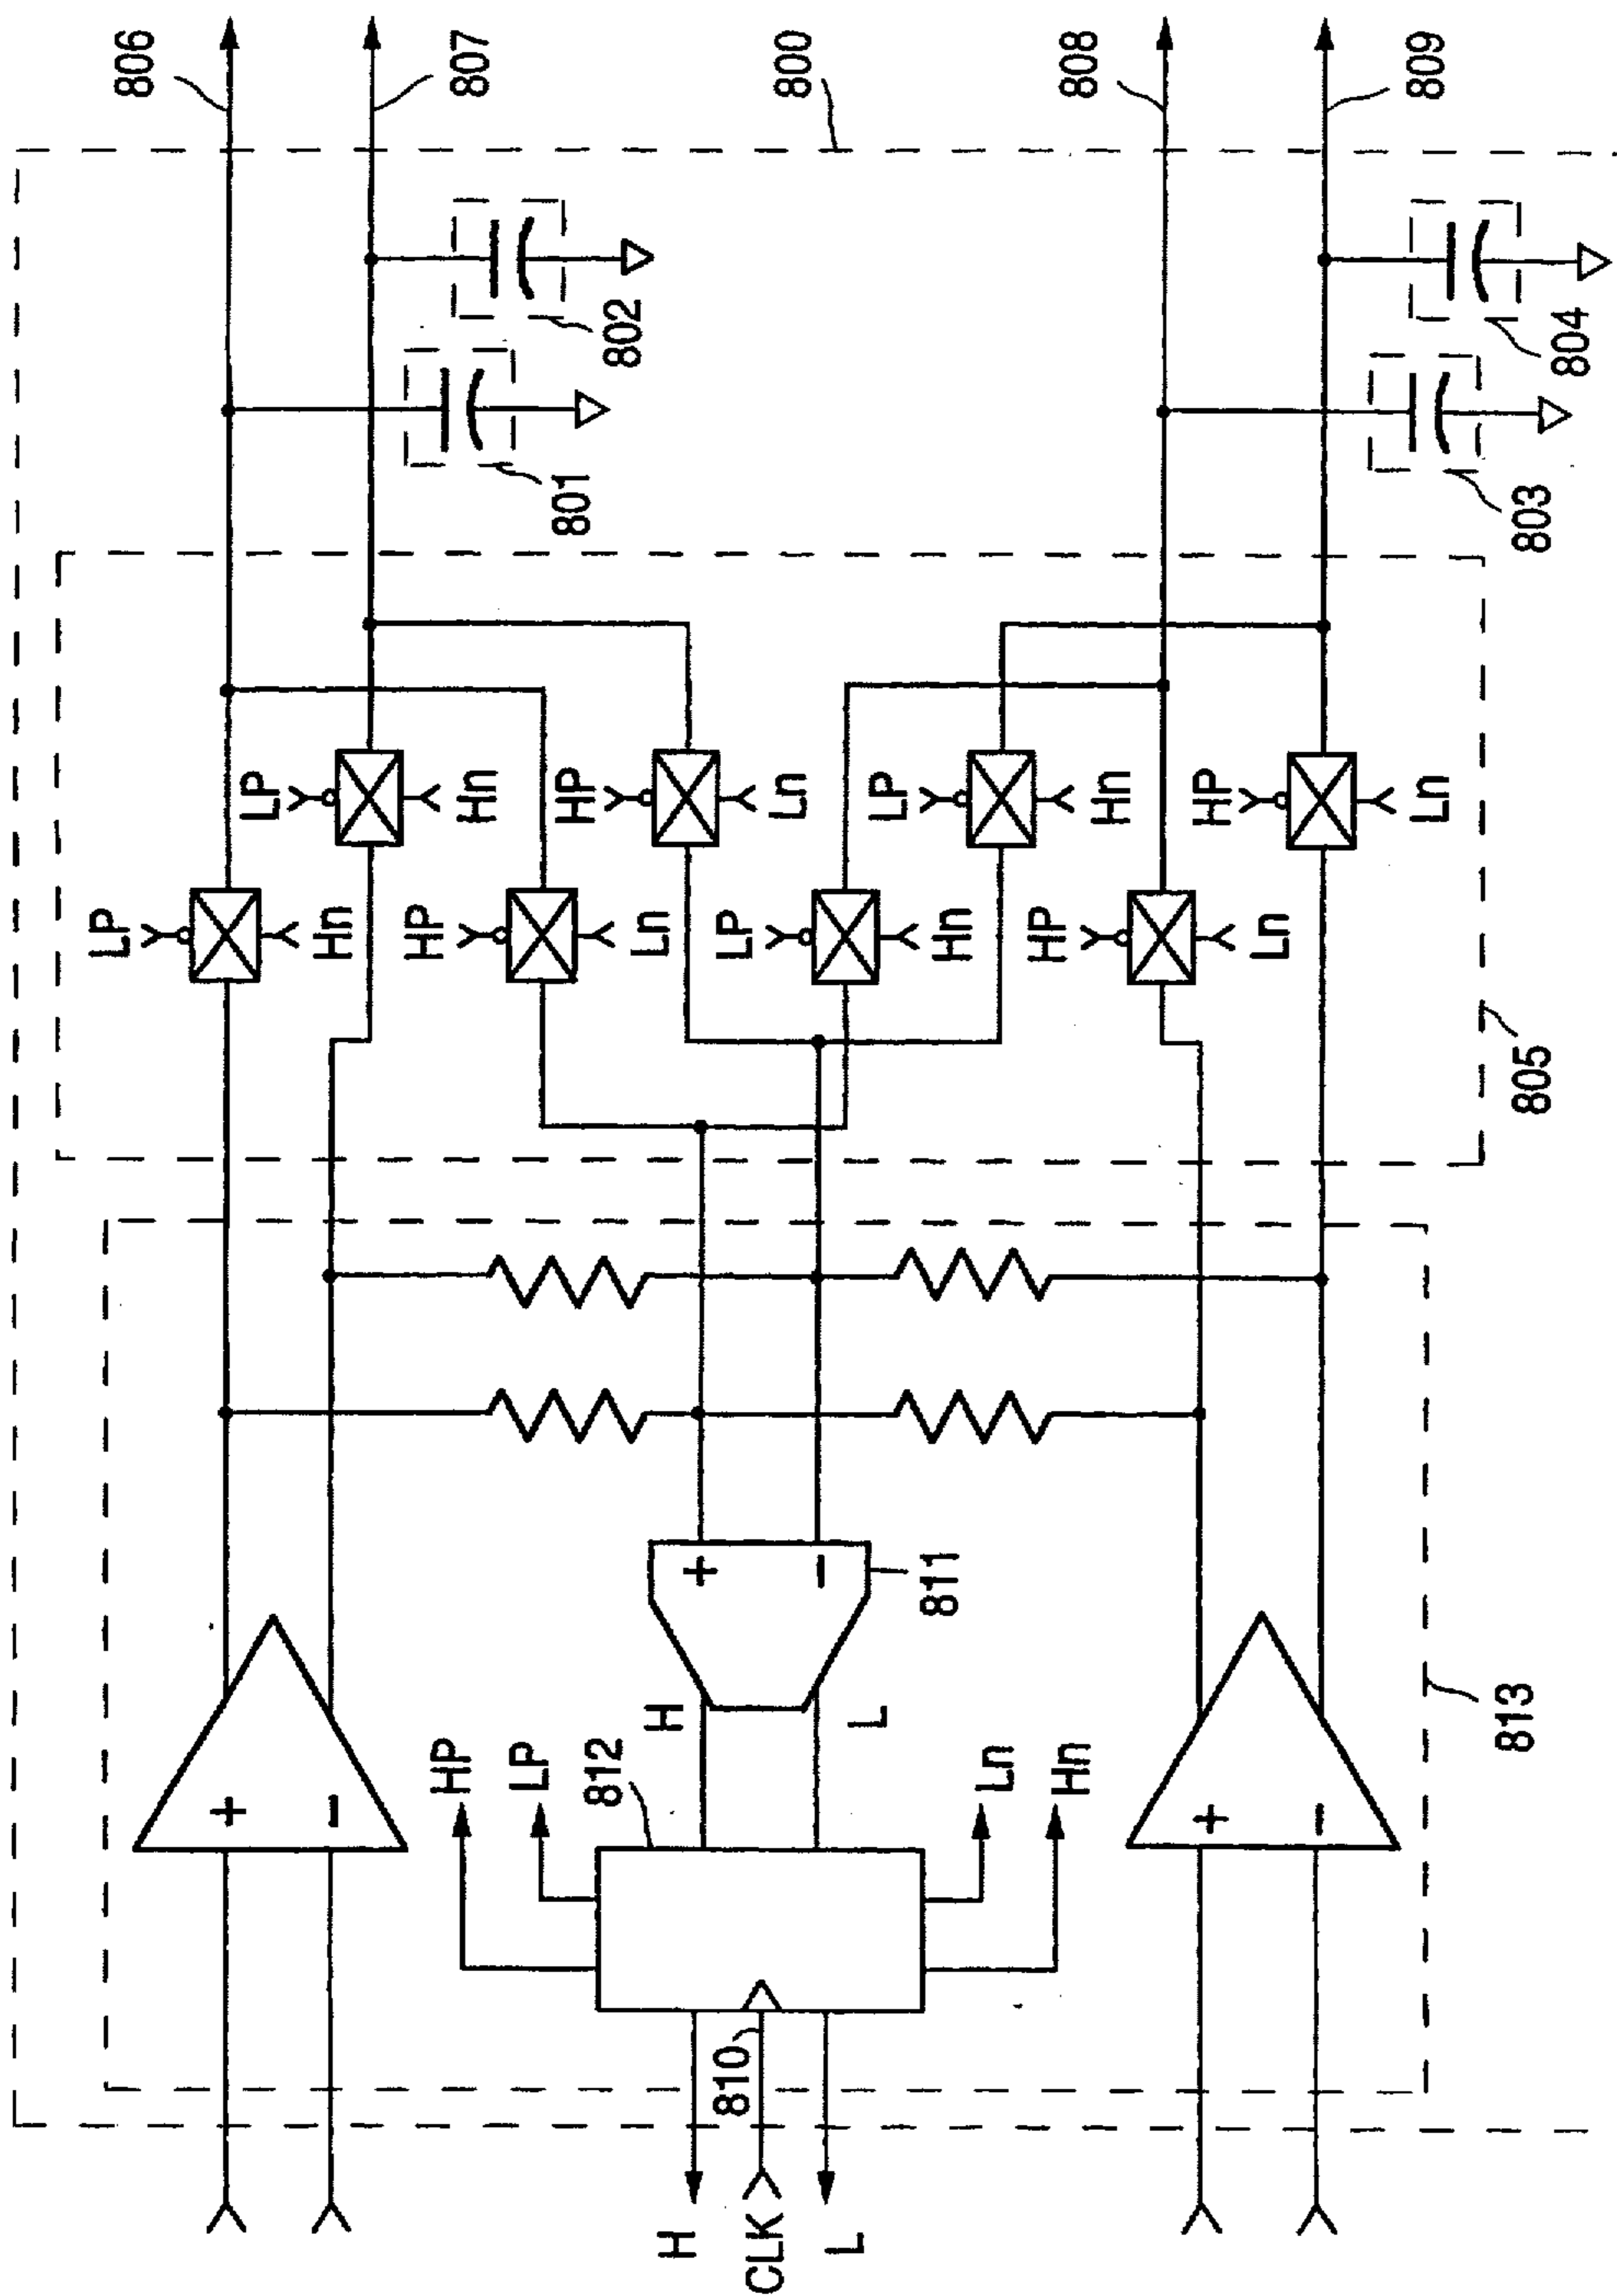 806
807
800
808
809
802
801
804
803
LP
Hn
HP
Ln
LP
Hn
HP
Ln
LP
Hn
HP
Ln
LP
Hn
HP
Ln
805
+
−
811
H
L
HP
LP
812
Ln
Hn
+
−
+
−
813
810
H
CLK
L